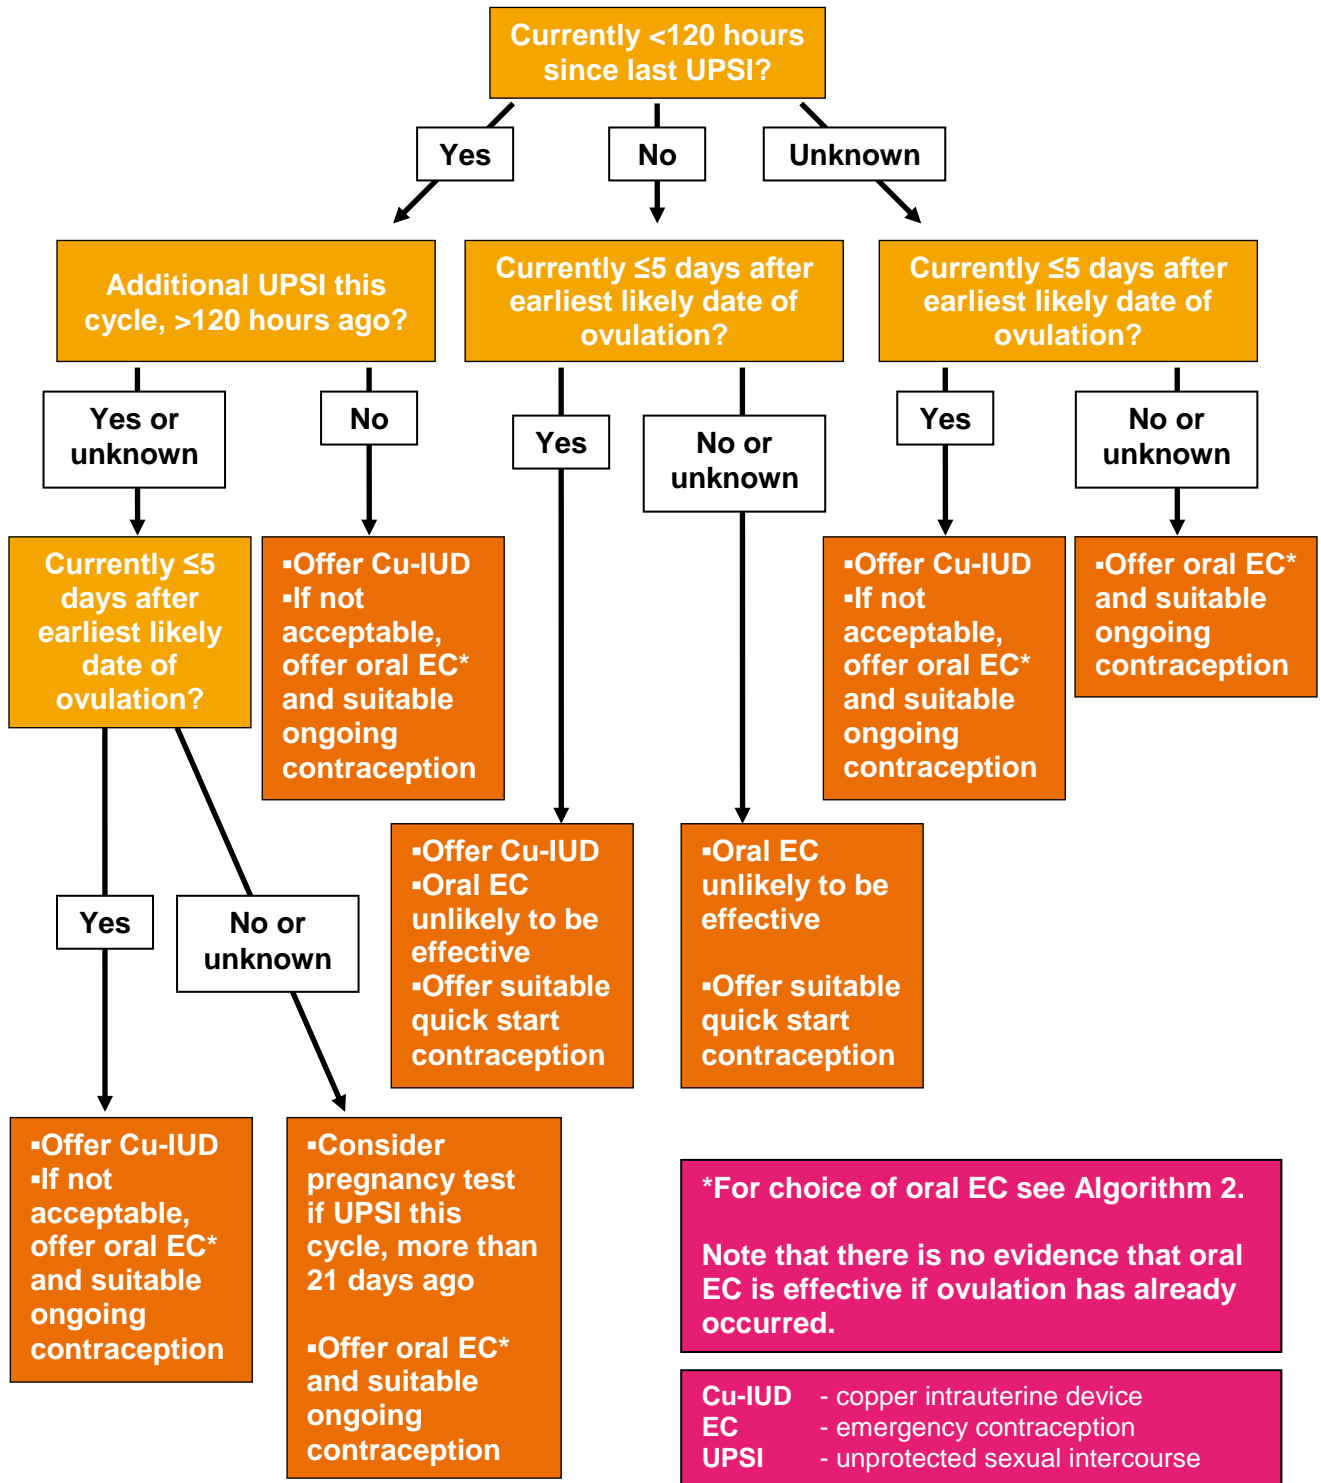 Currently <120 hours
since last UPSI?
Yes
No
Unknown
Additional UPSI this
cycle, >120 hours ago?
Currently ≤5 days after
earliest likely date of
ovulation?
Currently ≤5 days after
earliest likely date of
ovulation?
Yes or
unknown
No
Yes
No or
unknown
Yes
No or
unknown
Currently ≤5
days after
earliest likely
date of
ovulation?
▪Offer Cu-IUD
▪If not
acceptable,
offer oral EC*
and suitable
ongoing
contraception
▪Offer Cu-IUD
▪If not
acceptable,
offer oral EC*
and suitable
ongoing
contraception
▪Offer oral EC*
and suitable
ongoing
contraception
▪Offer Cu-IUD
▪Oral EC
unlikely to be
effective
▪Offer suitable
quick start
contraception
▪Oral EC
unlikely to be
effective
▪Offer suitable
quick start
contraception
Yes
No or
unknown
▪Offer Cu-IUD
▪If not
acceptable,
offer oral EC*
and suitable
ongoing
contraception
▪Consider
pregnancy test
if UPSI this
cycle, more than
21 days ago
▪Offer oral EC*
and suitable
ongoing
contraception
*For choice of oral EC see Algorithm 2.
Note that there is no evidence that oral
EC is effective if ovulation has already
occurred.
Cu-IUD - copper intrauterine device
EC - emergency contraception
UPSI - unprotected sexual intercourse